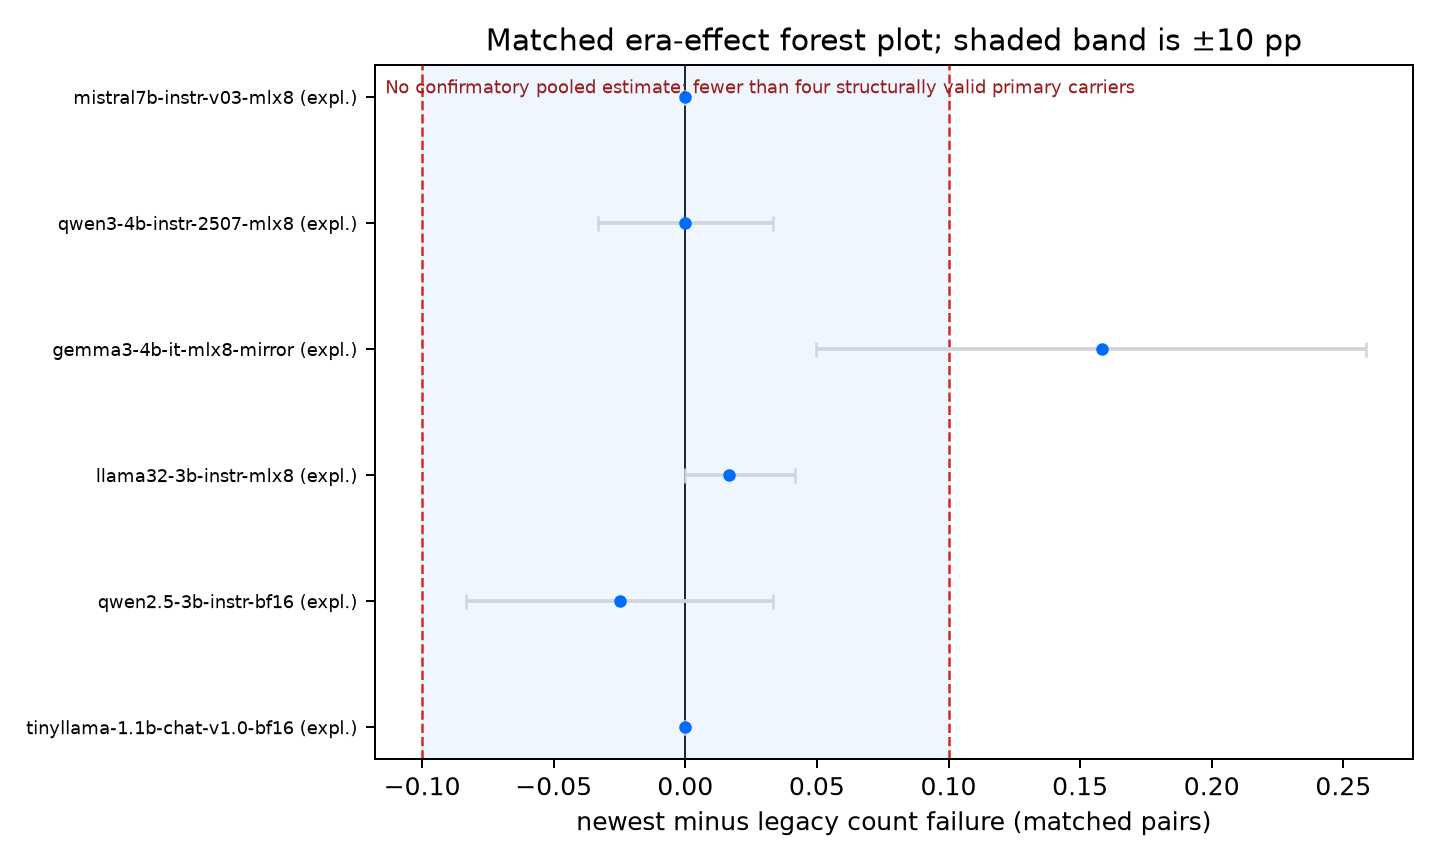 Matched era-effect forest plot; shaded band is ±10 pp
No confirmatory pooled estimate; fewer than four structurally valid primary carriers
mistral7b-instr-v03-mlx8 (expl.)
qwen3-4b-instr-2507-mlx8 (expl.)
gemma3-4b-it-mlx8-mirror (expl.)
llama32-3b-instr-mlx8 (expl.)
qwen2.5-3b-instr-bf16 (expl.)
tinyllama-1.1b-chat-v1.0-bf16 (expl.)
−0.10 −0.05 0.00 0.05 0.10 0.15 0.20 0.25
newest minus legacy count failure (matched pairs)